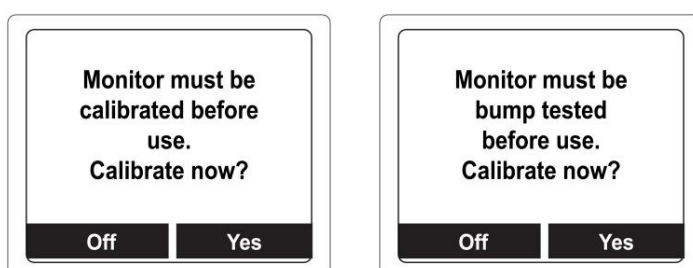 Monitor must be
calibrated before
use.
Calibrate now?
Off Yes
Monitor must be
bump tested
before use.
Calibrate now?
Off Yes